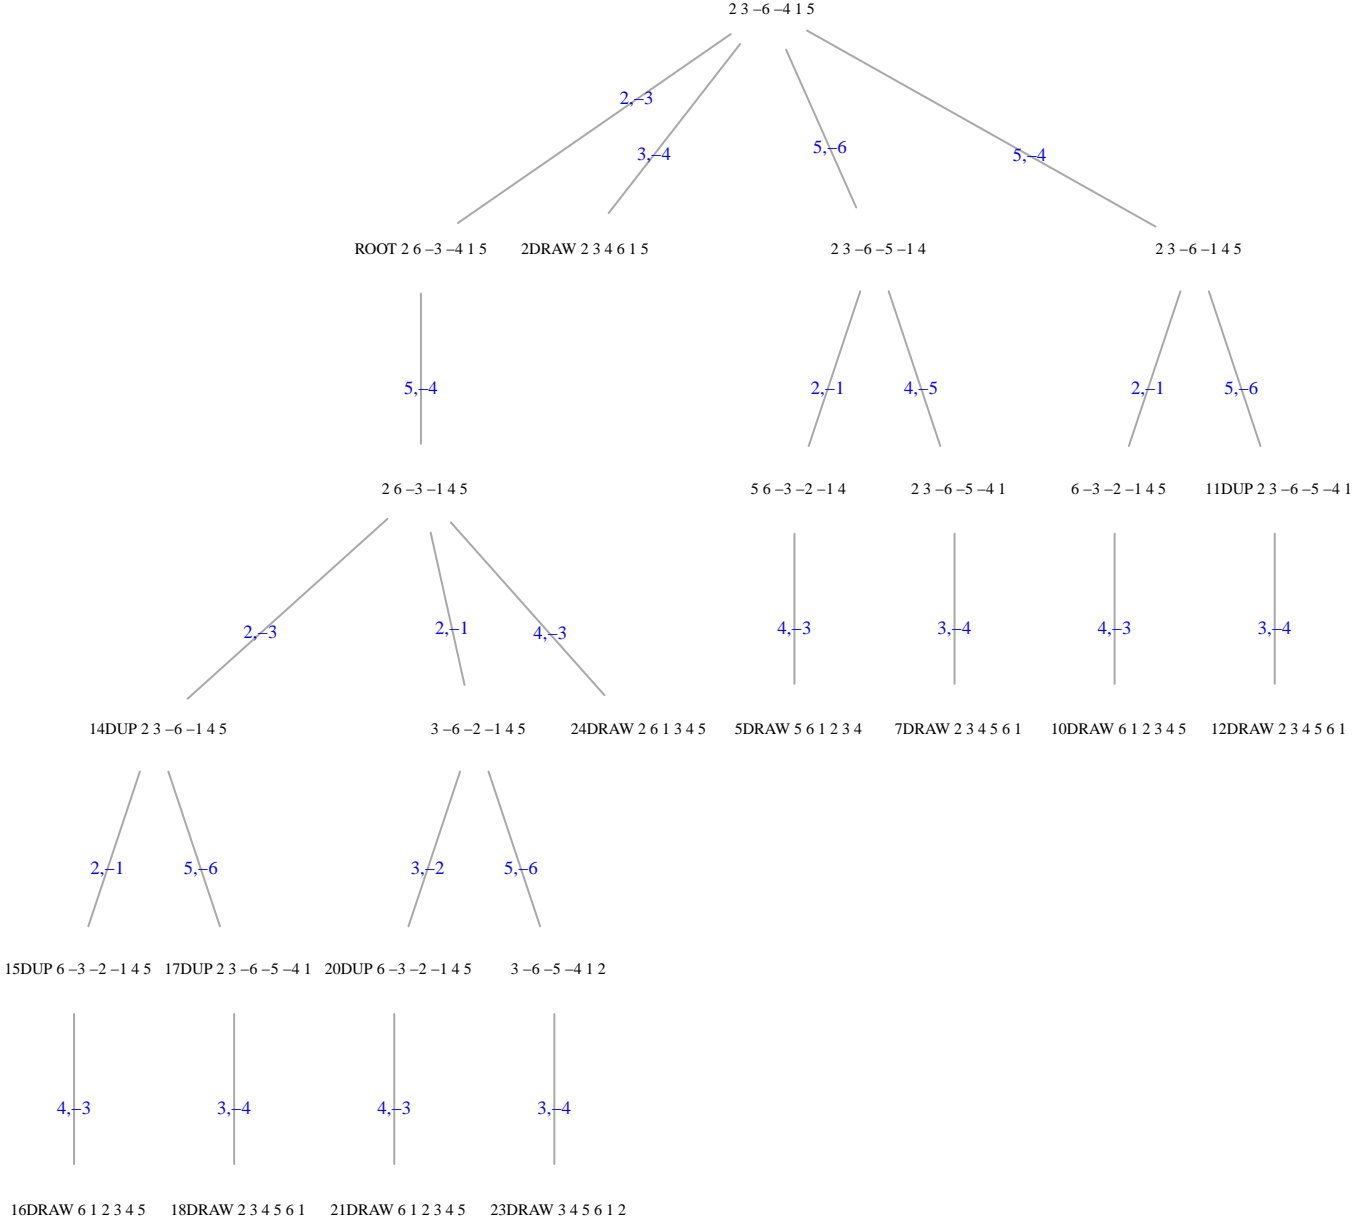 2 3 −6 −4 1 5
2,−3
3,−4
5,−6
5,−4
ROOT 2 6 −3 −4 1 5
2DRAW 2 3 4 6 1 5
2 3 −6 −5 −1 4
2 3 −6 −1 4 5
5,−4
2,−1
4,−5
2,−1
5,−6
2 6 −3 −1 4 5
5 6 −3 −2 −1 4
2 3 −6 −5 −4 1
6 −3 −2 −1 4 5
11DUP 2 3 −6 −5 −4 1
2,−3
2,−1
4,−3
4,−3
3,−4
4,−3
3,−4
14DUP 2 3 −6 −1 4 5
3 −6 −2 −1 4 5
24DRAW 2 6 1 3 4 5
5DRAW 5 6 1 2 3 4
7DRAW 2 3 4 5 6 1
10DRAW 6 1 2 3 4 5
12DRAW 2 3 4 5 6 1
2,−1
5,−6
3,−2
5,−6
15DUP 6 −3 −2 −1 4 5
17DUP 2 3 −6 −5 −4 1
20DUP 6 −3 −2 −1 4 5
3 −6 −5 −4 1 2
4,−3
3,−4
4,−3
3,−4
16DRAW 6 1 2 3 4 5
18DRAW 2 3 4 5 6 1
21DRAW 6 1 2 3 4 5
23DRAW 3 4 5 6 1 2